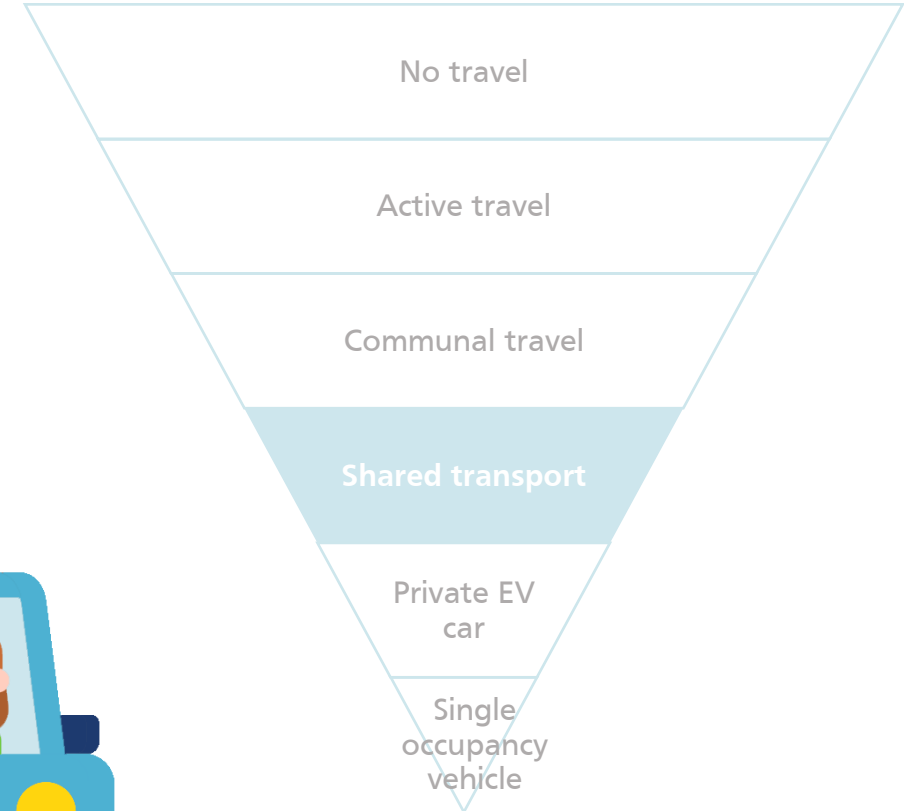 No travel
Active travel
Communal travel
Shared transport
Private EV
car
Single
occupancy
vehicle